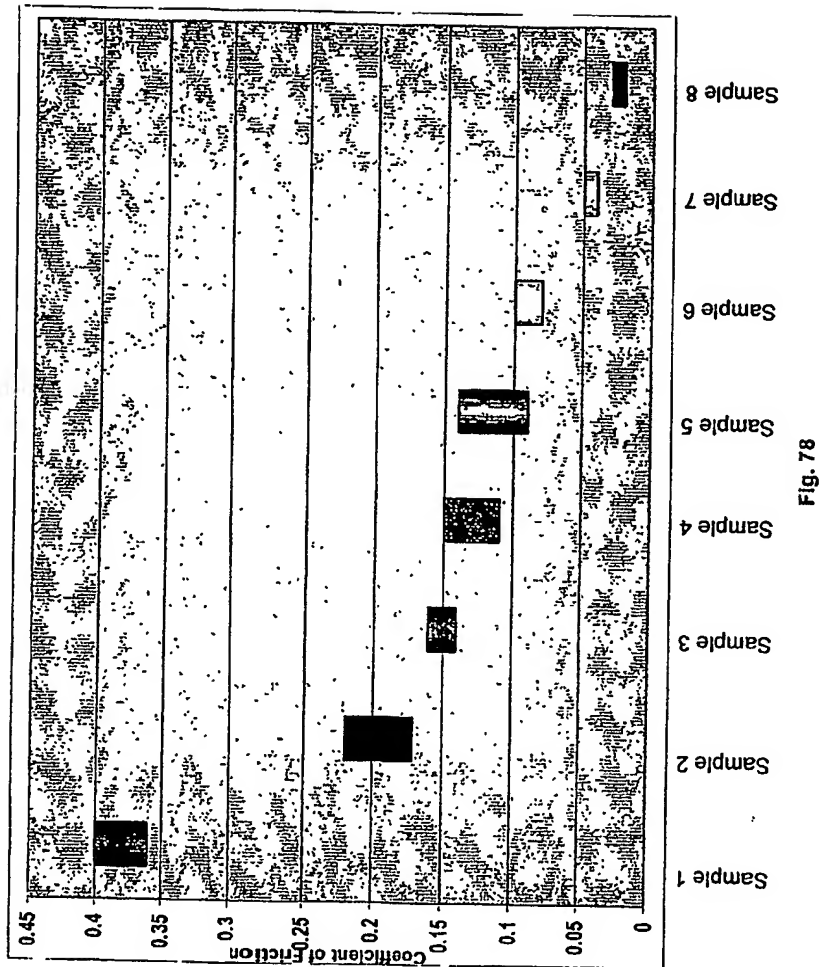 Coefficient of Friction
0.45
0.4
0.35
0.3
0.25
0.2
0.15
0.1
0.05
0
Sample 1
Sample 2
Sample 3
Sample 4
Sample 5
Sample 6
Sample 7
Sample 8
Fig. 78